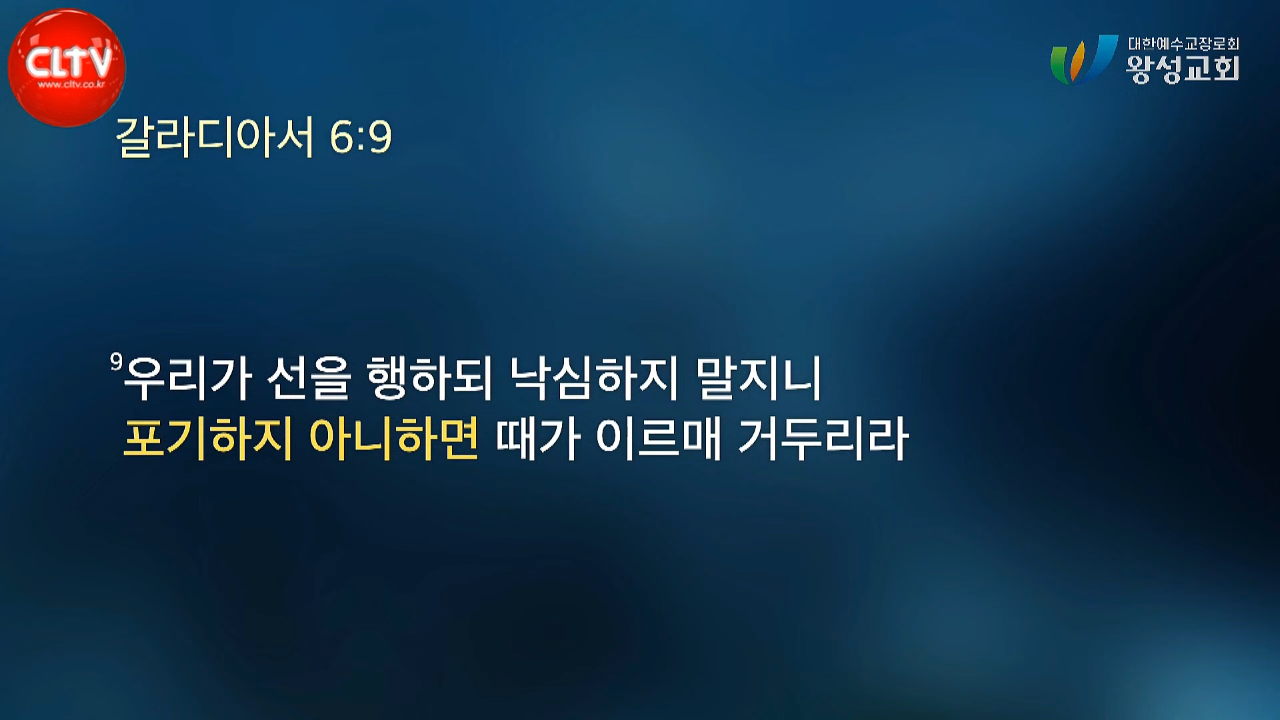 CLTV
www.cltv.co.kr
대한예수교장로회
왕성교회
갈라디아서 6:9
9우리가 선을 행하되 낙심하지 말지니
포기하지 아니하면 때가 이르매 거두리라